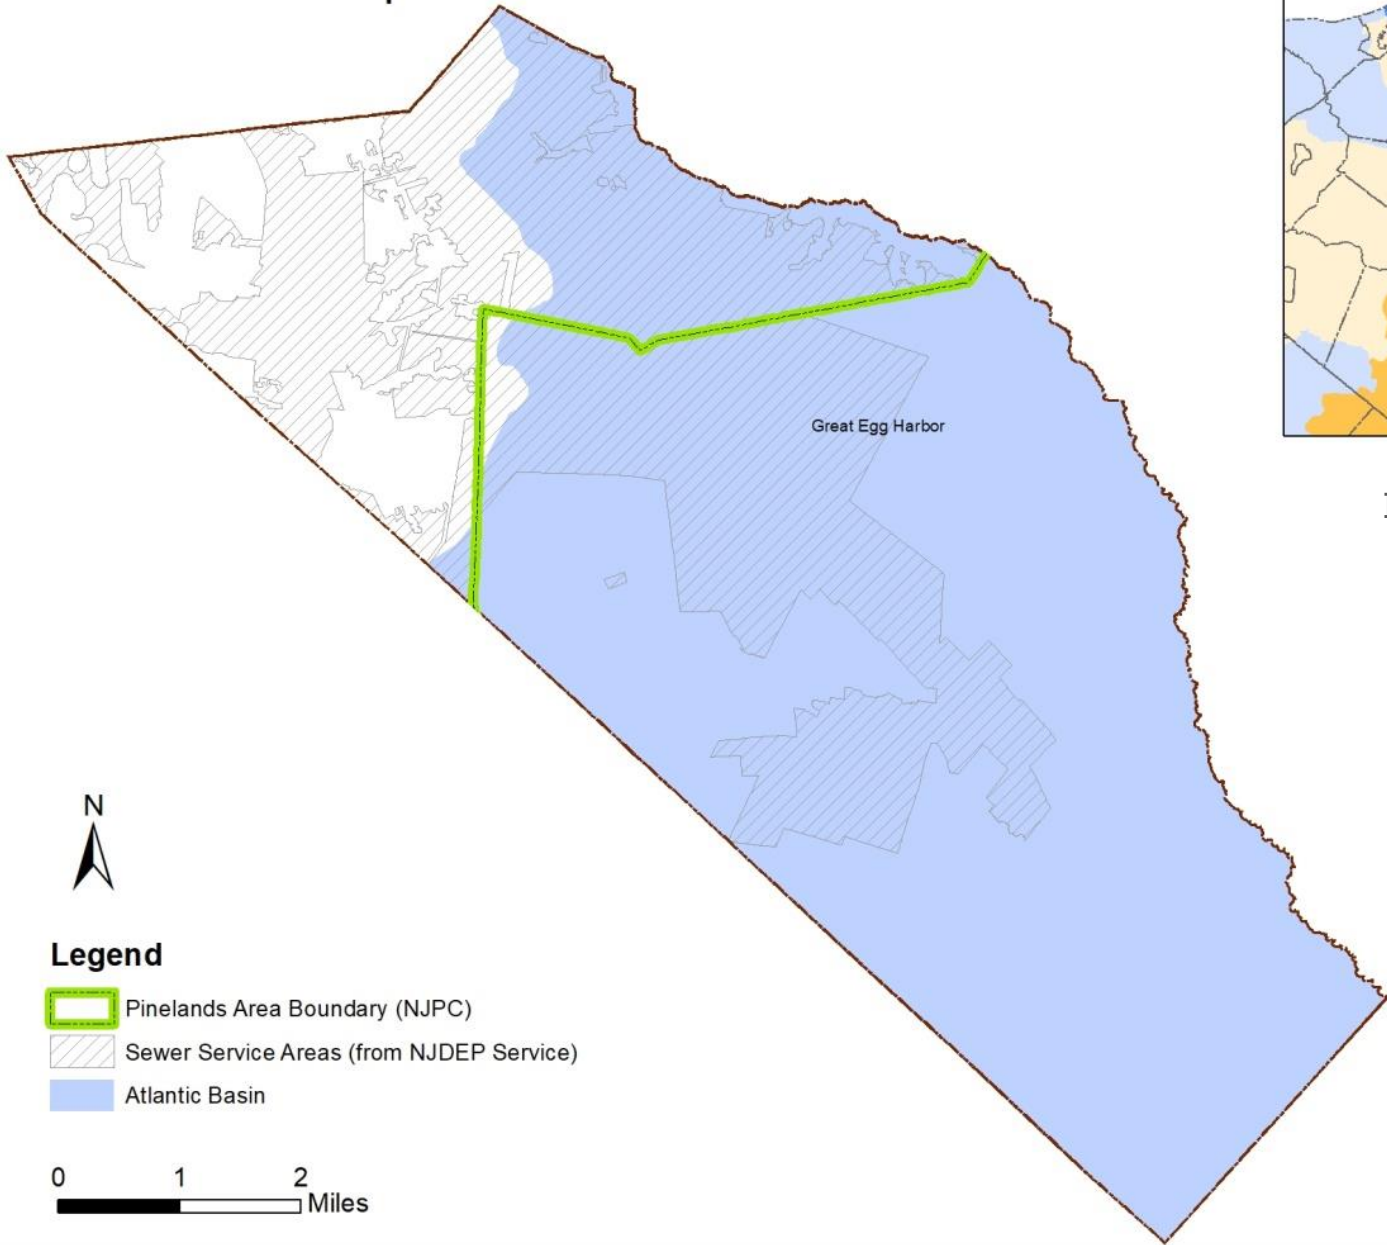 Great Egg Harbor
N
Legend
Pinelands Area Boundary (NJPC)
Sewer Service Areas (from NJDEP Service)
Atlantic Basin
0 1 2
Miles